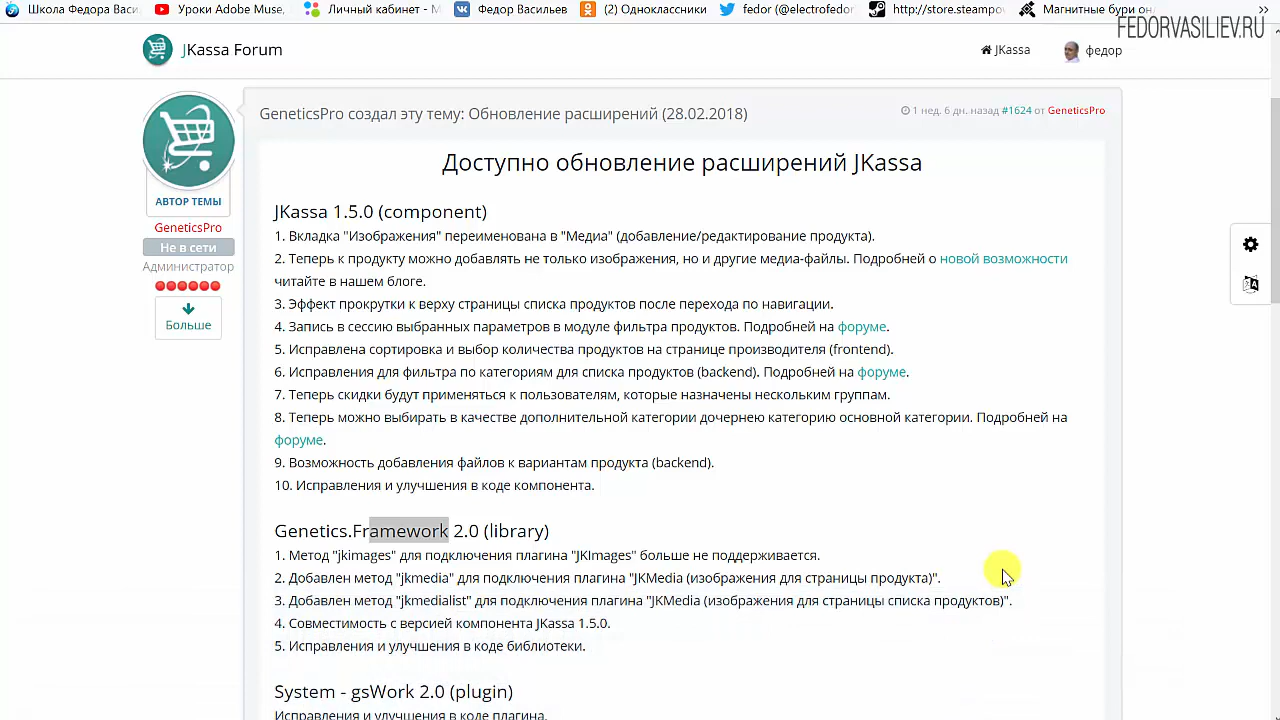 Школа Федора Васи
Уроки Adobe Muse,
Личный кабинет - М
Федор Васильев
(2) Одноклассники
fedor (@electrofedor
http://store.steampo
Магнитные бури он
FEDORVASILIEV.RU
JKassa Forum
JKassa
федор
GeneticsPro создал эту тему: Обновление расширений (28.02.2018)
1 нед. 6 дн. назад #1624 от GeneticsPro
АВТОР ТЕМЫ
GeneticsPro
Не в сети
Администратор
Больше
Доступно обновление расширений JKassa
JKassa 1.5.0 (component)
1. Вкладка "Изображения" переименована в "Медиа" (добавление/редактирование продукта).
2. Теперь к продукту можно добавлять не только изображения, но и другие медиа-файлы. Подробней о новой возможности
читайте в нашем блоге.
3. Эффект прокрутки к верху страницы списка продуктов после перехода по навигации.
4. Запись в сессию выбранных параметров в модуле фильтра продуктов. Подробней на форуме.
5. Исправлена сортировка и выбор количества продуктов на странице производителя (frontend).
6. Исправления для фильтра по категориям для списка продуктов (backend). Подробней на форуме.
7. Теперь скидки будут применяться к пользователям, которые назначены нескольким группам.
8. Теперь можно выбирать в качестве дополнительной категории дочернею категорию основной категории. Подробней на
форуме.
9. Возможность добавления файлов к вариантам продукта (backend).
10. Исправления и улучшения в коде компонента.
Genetics.Framework 2.0 (library)
1. Метод "jkimages" для подключения плагина "JKImages" больше не поддерживается.
2. Добавлен метод "jkmedia" для подключения плагина "JKMedia (изображения для страницы продукта)".
3. Добавлен метод "jkmedialist" для подключения плагина "JKMedia (изображения для страницы списка продуктов)".
4. Совместимость с версией компонента JKassa 1.5.0.
5. Исправления и улучшения в коде библиотеки.
System - gsWork 2.0 (plugin)
Исправления и улучшения в коде плагина.